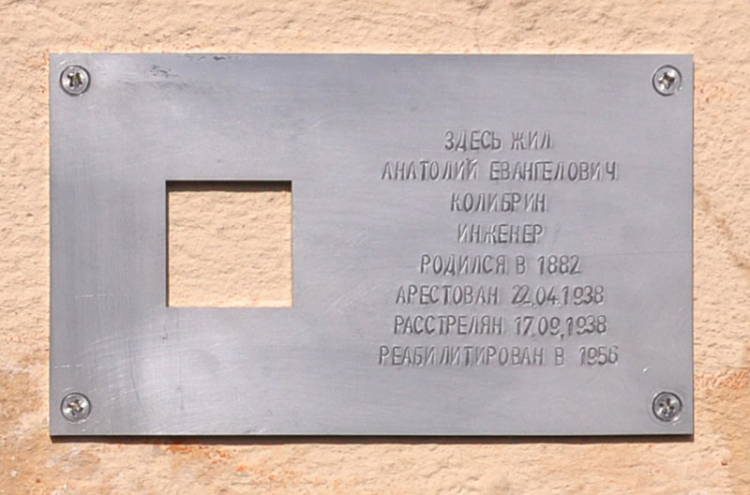 ЗДЕСЬ ЖИЛ
АНАТОЛИЙ ЕВАНГЕЛОВИЧ
КОЛИБРИН
ИНЖЕНЕР
РОДИЛСЯ В 1882
АРЕСТОВАН 22.04.1938
РАССТРЕЛЯН 17.09.1938
РЕАБИЛИТИРОВАН В 1956